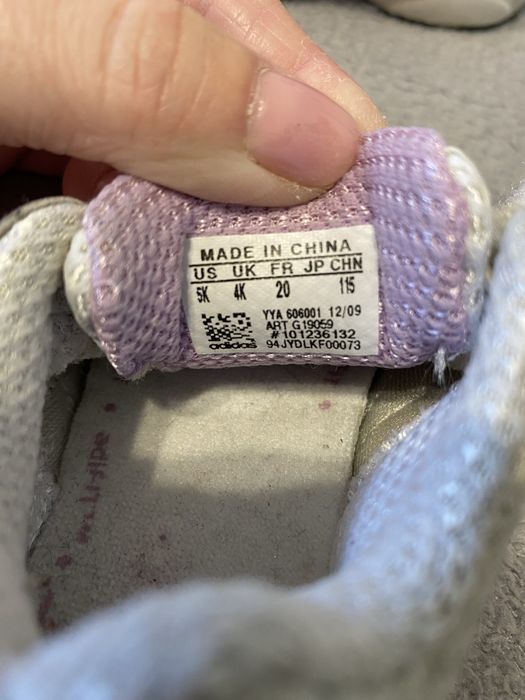 MADE IN CHINA
US UK FR JP CHN
5K 4K 20 115
YYA 606001 12/09
ART G19059
#101236132
adidas 94JYDLKF00073
adifit